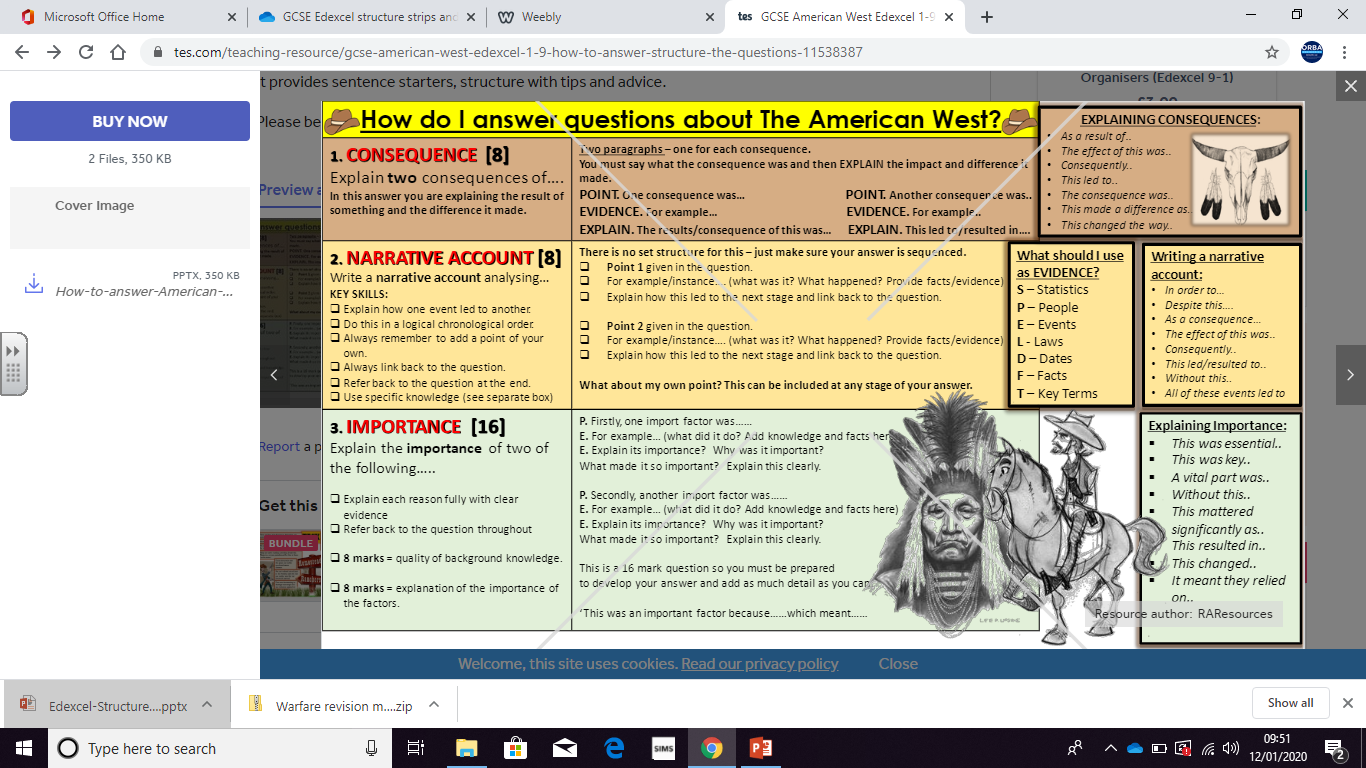 Microsoft Office Home
GCSE Edexcel structure strips and
Weebly
tes GCSE American West Edexcel 1-9
tes.com/teaching-resource/gcse-american-west-edexcel-1-9-how-to-answer-structure-the-questions-11538387
t provides sentence starters, structure with tips and advice.
Organisers (Edexcel 9-1)
BUY NOW
2 Files, 350 KB
Please be
Cover Image
Preview a
PPTX, 350 KB
How-to-answer-American-...
Report a p
Get this
BUNDLE
How do I answer questions about The American West?
1. CONSEQUENCE [8]
Explain two consequences of....
In this answer you are explaining the result of
something and the difference it made.
Two paragraphs – one for each consequence.
You must say what the consequence was and then EXPLAIN the impact and difference it
made.
POINT. One consequence was... POINT. Another consequence was..
EVIDENCE. For example... EVIDENCE. For example..
EXPLAIN. The results/consequence of this was... EXPLAIN. This led to/resulted in....
EXPLAINING CONSEQUENCES:
• As a result of..
• The effect of this was..
• Consequently..
• This led to..
• The consequence was..
• This made a difference as..
• This changed the way..
2. NARRATIVE ACCOUNT [8]
Write a narrative account analysing...
KEY SKILLS:
❑ Explain how one event led to another.
❑ Do this in a logical chronological order.
❑ Always remember to add a point of your
own.
❑ Always link back to the question.
❑ Refer back to the question at the end.
❑ Use specific knowledge (see separate box)
There is no set structure for this – just make sure your answer is sequenced.
❑ Point 1 given in the question.
❑ For example/instance.... (what was it? What happened? Provide facts/evidence)
❑ Explain how this led to the next stage and link back to the question.
❑ Point 2 given in the question.
❑ For example/instance.... (what was it? What happened? Provide facts/evidence)
❑ Explain how this led to the next stage and link back to the question.
What about my own point? This can be included at any stage of your answer.
What should I use
as EVIDENCE?
S – Statistics
P – People
E – Events
L - Laws
D – Dates
F – Facts
T – Key Terms
Writing a narrative
account:
• In order to...
• Despite this....
• As a consequence...
• The effect of this was..
• Consequently..
• This led/resulted to..
• Without this..
• All of these events led to
3. IMPORTANCE [16]
Explain the importance of two of
the following.....
❑ Explain each reason fully with clear
evidence
❑ Refer back to the question throughout
❑ 8 marks = quality of background knowledge.
❑ 8 marks = explanation of the importance of
the factors.
P. Firstly, one import factor was......
E. For example... (what did it do? Add knowledge and facts her
E. Explain its importance? Why was it important?
What made it so important? Explain this clearly.
P. Secondly, another import factor was......
E. For example... (what did it do? Add knowledge and facts here)
E. Explain its importance? Why was it important?
What made it so important? Explain this clearly.
This is a 16 mark question so you must be prepared
to develop your answer and add as much detail as you can.
'This was an important factor because......which meant......
Explaining Importance:
▪ This was essential..
▪ This was key..
▪ A vital part was..
▪ Without this..
▪ This mattered
significantly as..
▪ This resulted in..
▪ This changed..
▪ It meant they relied
on..
Resource author: RAResources
Welcome, this site uses cookies. Read our privacy policy Close
Edexcel-Structure....pptx
Warfare revision m....zip
Show all
Type here to search
SIMS
09:51
12/01/2020
2